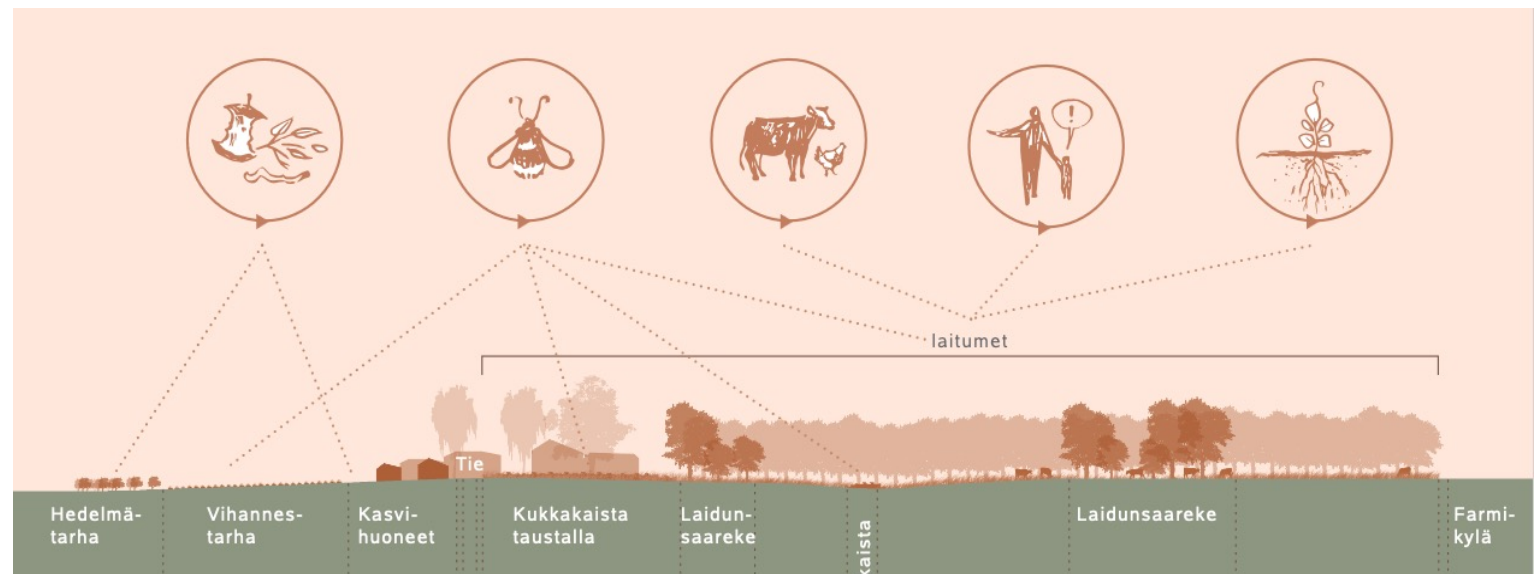 !
laitumet
Tie
Hedelmä-
tarha
Vihannes-
tarha
Kasvi-
huoneet
Kukkakaista
taustalla
Laidun-
saareke
kaista
Laidunsaareke
Farmi-
kylä